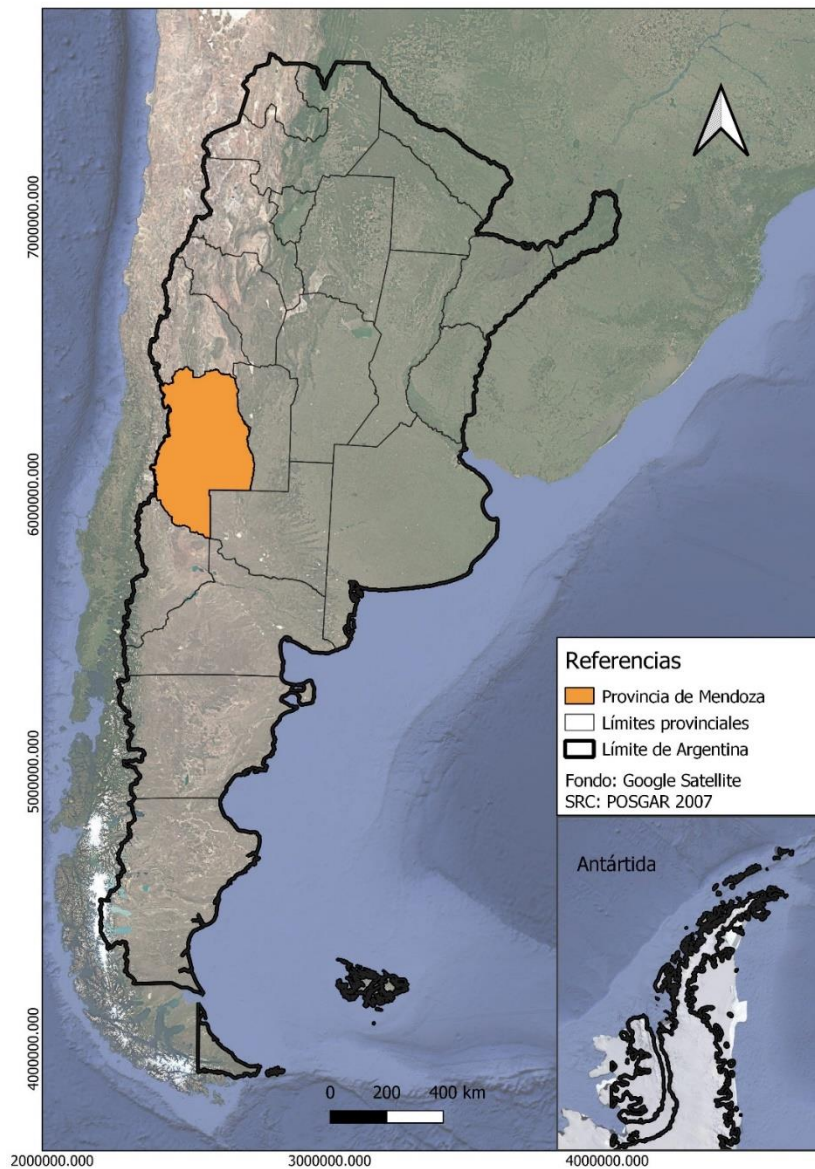 7000000.000
6000000.000
5000000.000
4000000.000
Referencias
Provincia de Mendoza
Límites provinciales
Límite de Argentina
Fondo: Google Satellite
SRC: POSGAR 2007
Antártida
0 200 400 km
2000000.000 3000000.000 4000000.000